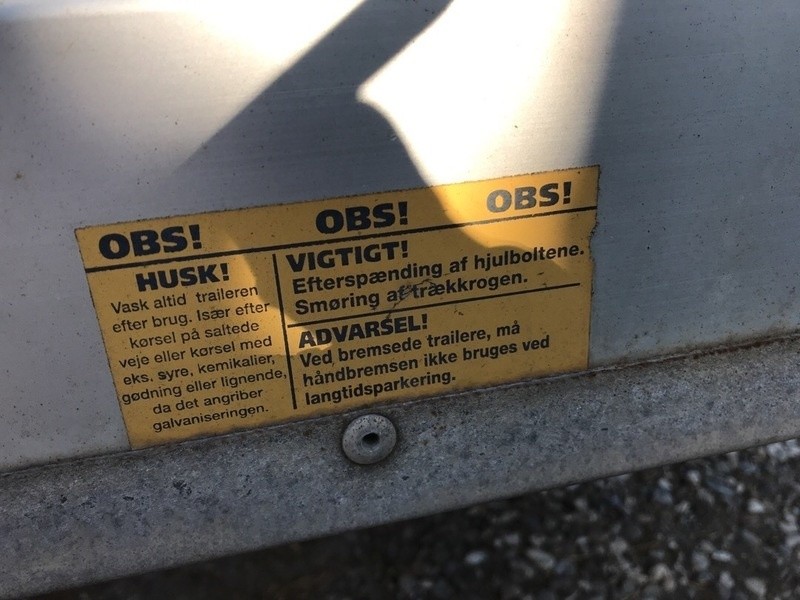 OBS! OBS! OBS!
HUSK!
Vask altid traileren
efter brug. Især efter
kørsel på saltede
veje eller kørsel med
eks. syre, kemikalier,
gødning eller lignende,
da det angriber
galvaniseringen.
VIGTIGT!
Efterspænding af hjulboltene.
Smøring af trækkrogen.
ADVARSEL!
Ved bremsede trailere, må
håndbremsen ikke bruges ved
langtidsparkering.